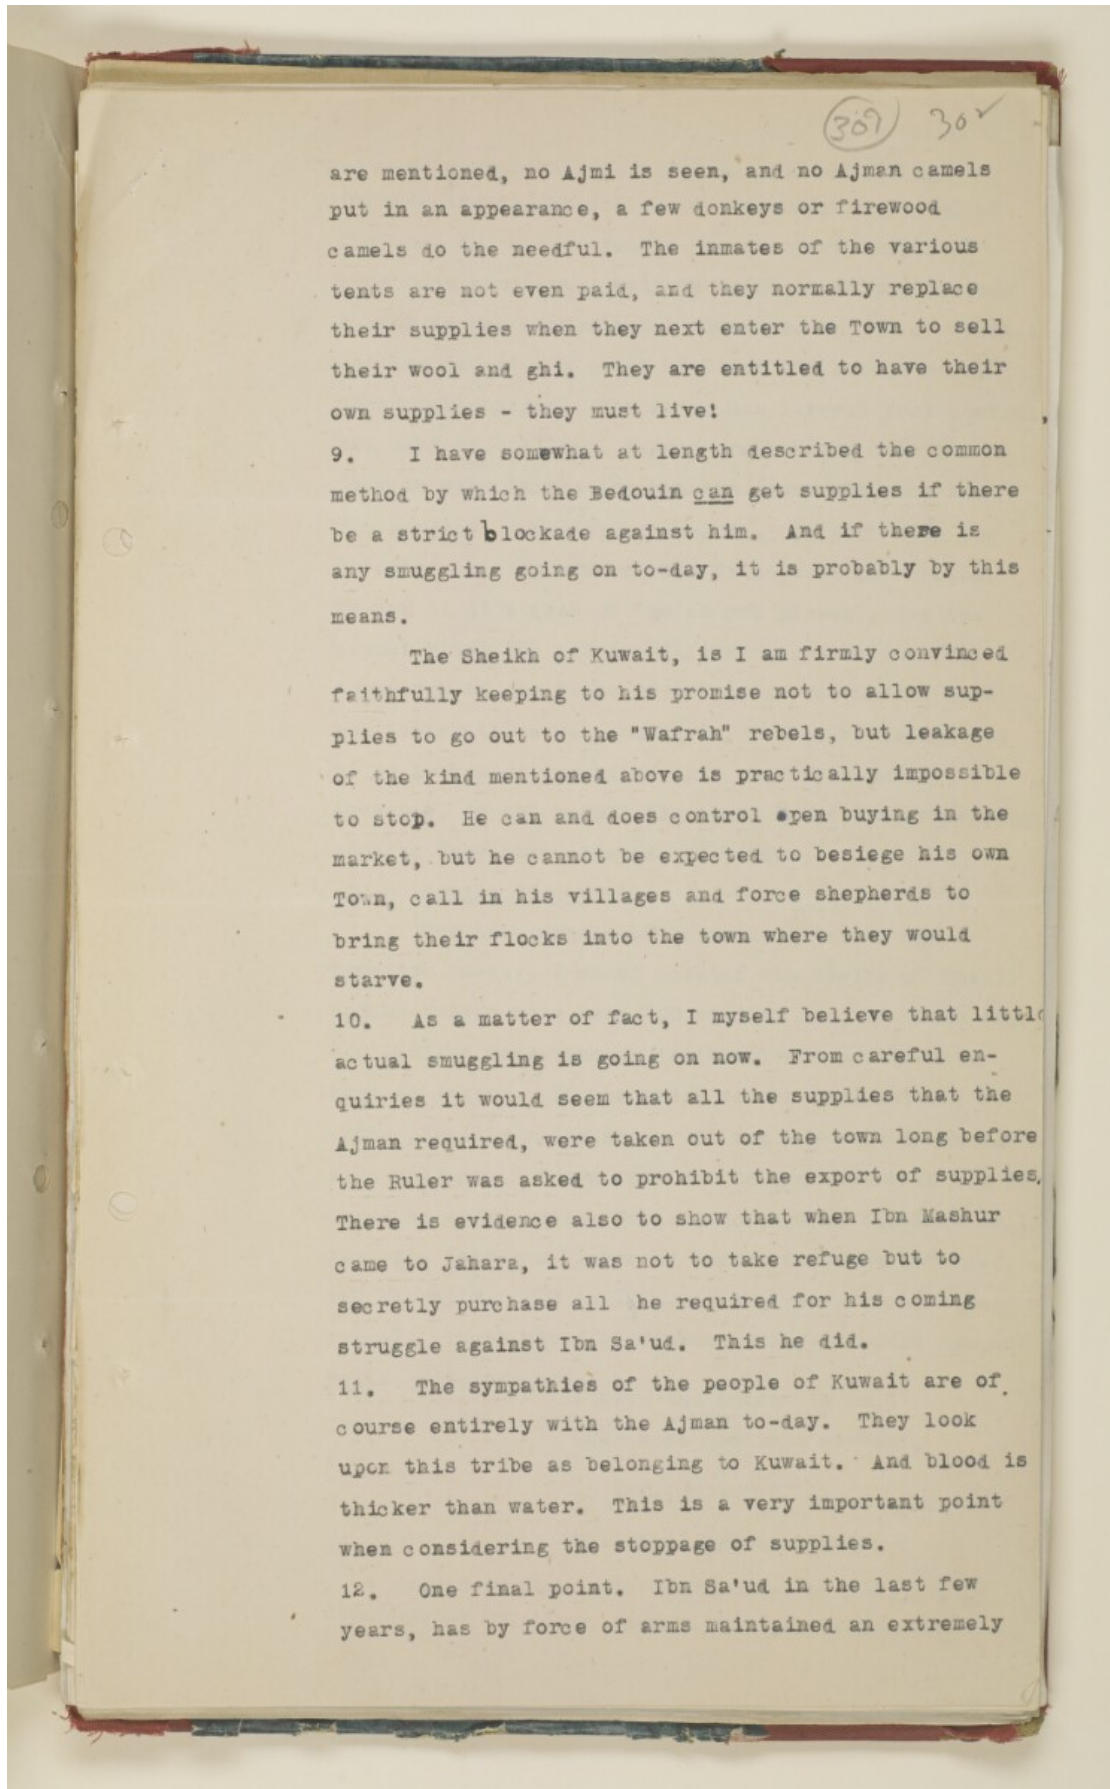 309 302
are mentioned, no Ajmi is seen, and no Ajman camels
put in an appearance, a few donkeys or firewood
camels do the needful. The inmates of the various
tents are not even paid, and they normally replace
their supplies when they next enter the Town to sell
their wool and ghi. They are entitled to have their
own supplies - they must live!
9. I have somewhat at length described the common
method by which the Bedouin can get supplies if there
be a strict blockade against him. And if there is
any smuggling going on to-day, it is probably by this
means.
The Sheikh of Kuwait, is I am firmly convinced
faithfully keeping to his promise not to allow sup-
plies to go out to the "Wafrah" rebels, but leakage
of the kind mentioned above is practically impossible
to stop. He can and does control open buying in the
market, but he cannot be expected to besiege his own
Town, call in his villages and force shepherds to
bring their flocks into the town where they would
starve.
10. As a matter of fact, I myself believe that little
actual smuggling is going on now. From careful en-
quiries it would seem that all the supplies that the
Ajman required, were taken out of the town long before
the Ruler was asked to prohibit the export of supplies.
There is evidence also to show that when Ibn Mashur
came to Jahara, it was not to take refuge but to
secretly purchase all he required for his coming
struggle against Ibn Sa'ud. This he did.
11. The sympathies of the people of Kuwait are of
course entirely with the Ajman to-day. They look
upon this tribe as belonging to Kuwait. And blood is
thicker than water. This is a very important point
when considering the stoppage of supplies.
12. One final point. Ibn Sa'ud in the last few
years, has by force of arms maintained an extremely